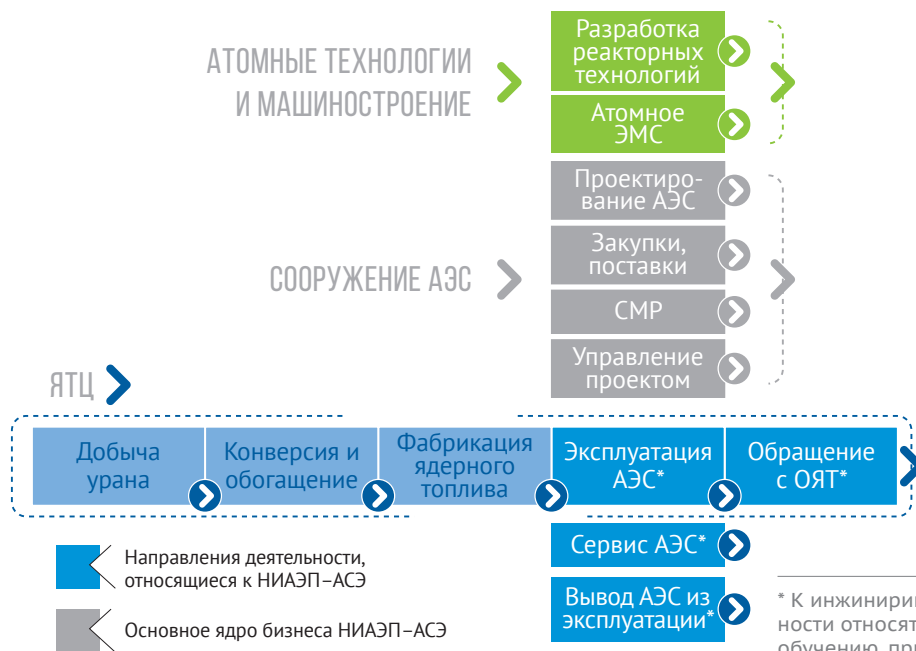 АТОМНЫЕ ТЕХНОЛОГИИ
И МАШИНОСТРОЕНИЕ
Разработка
реакторных
технологий
Атомное
ЭМС
СООРУЖЕНИЕ АЭС
Проектиро-
вание АЭС
Закупки,
поставки
СМР
Управление
проектом
ЯТЦ
Добыча
урана
Конверсия и
обогащение
Фабрикация
ядерного
топлива
Эксплуатация
АЭС*
Обращение
с ОЯТ*
Сервис АЭС*
Вывод АЭС из
эксплуатации*
Направления деятельности,
относящиеся к НИАЭП–АСЭ
Основное ядро бизнеса НИАЭП–АСЭ
* К инжинирий
ности относят